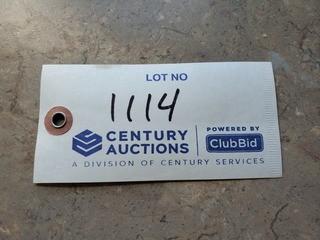 LOT NO
1114
CENTURY AUCTIONS
POWERED BY
ClubBid
A DIVISION OF CENTURY SERVICES